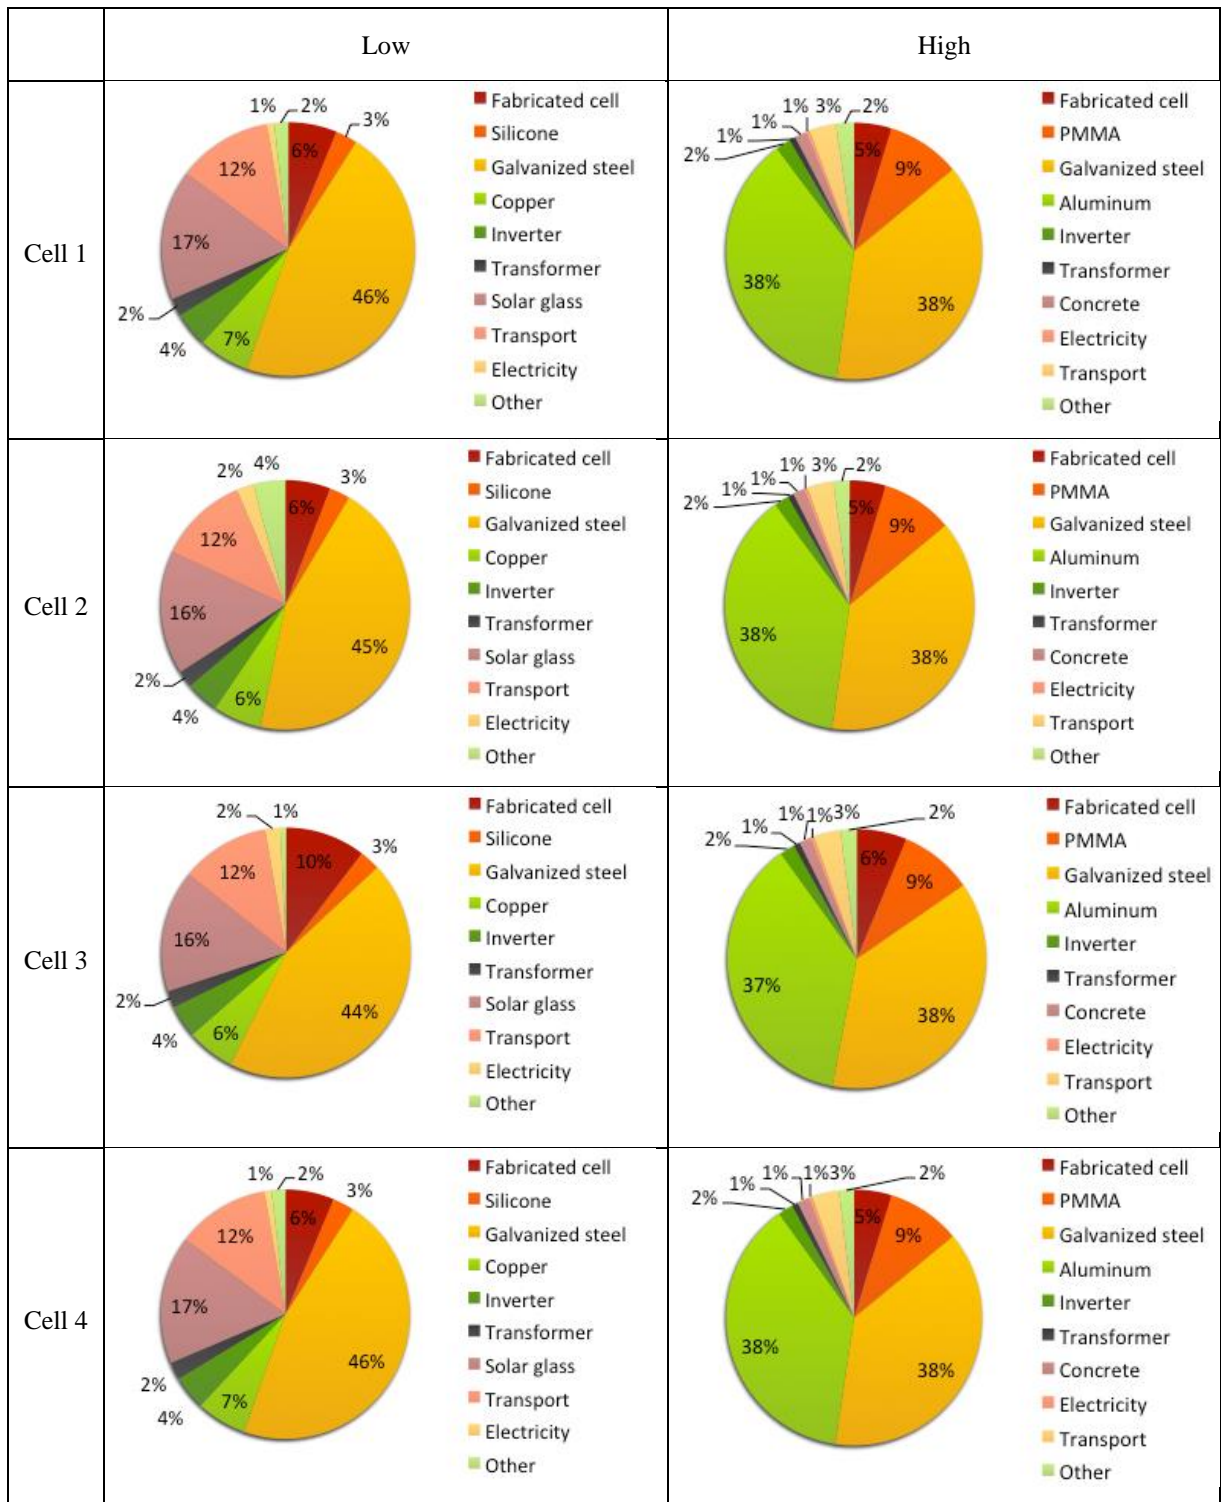 Low
High
Cell 1
1%
2%
3%
6%
12%
17%
46%
2%
4%
7%
Fabricated cell
Silicone
Galvanized steel
Copper
Inverter
Transformer
Solar glass
Transport
Electricity
Other
1%
3%
2%
1%
1%
2%
5%
9%
38%
38%
Fabricated cell
PMMA
Galvanized steel
Aluminum
Inverter
Transformer
Concrete
Electricity
Transport
Other
Cell 2
2%
4%
3%
6%
12%
16%
45%
2%
4%
6%
Fabricated cell
Silicone
Galvanized steel
Copper
Inverter
Transformer
Solar glass
Transport
Electricity
Other
1%
3%
2%
1%
1%
2%
5%
9%
38%
38%
Fabricated cell
PMMA
Galvanized steel
Aluminum
Inverter
Transformer
Concrete
Electricity
Transport
Other
Cell 3
2%
1%
3%
10%
12%
16%
44%
2%
4%
6%
Fabricated cell
Silicone
Galvanized steel
Copper
Inverter
Transformer
Solar glass
Transport
Electricity
Other
1%
1%
3%
2%
1%
2%
6%
9%
37%
38%
Fabricated cell
PMMA
Galvanized steel
Aluminum
Inverter
Transformer
Concrete
Electricity
Transport
Other
Cell 4
1%
2%
3%
6%
12%
17%
46%
2%
4%
7%
Fabricated cell
Silicone
Galvanized steel
Copper
Inverter
Transformer
Solar glass
Transport
Electricity
Other
1%
1%
3%
2%
1%
2%
5%
9%
38%
38%
Fabricated cell
PMMA
Galvanized steel
Aluminum
Inverter
Transformer
Concrete
Electricity
Transport
Other